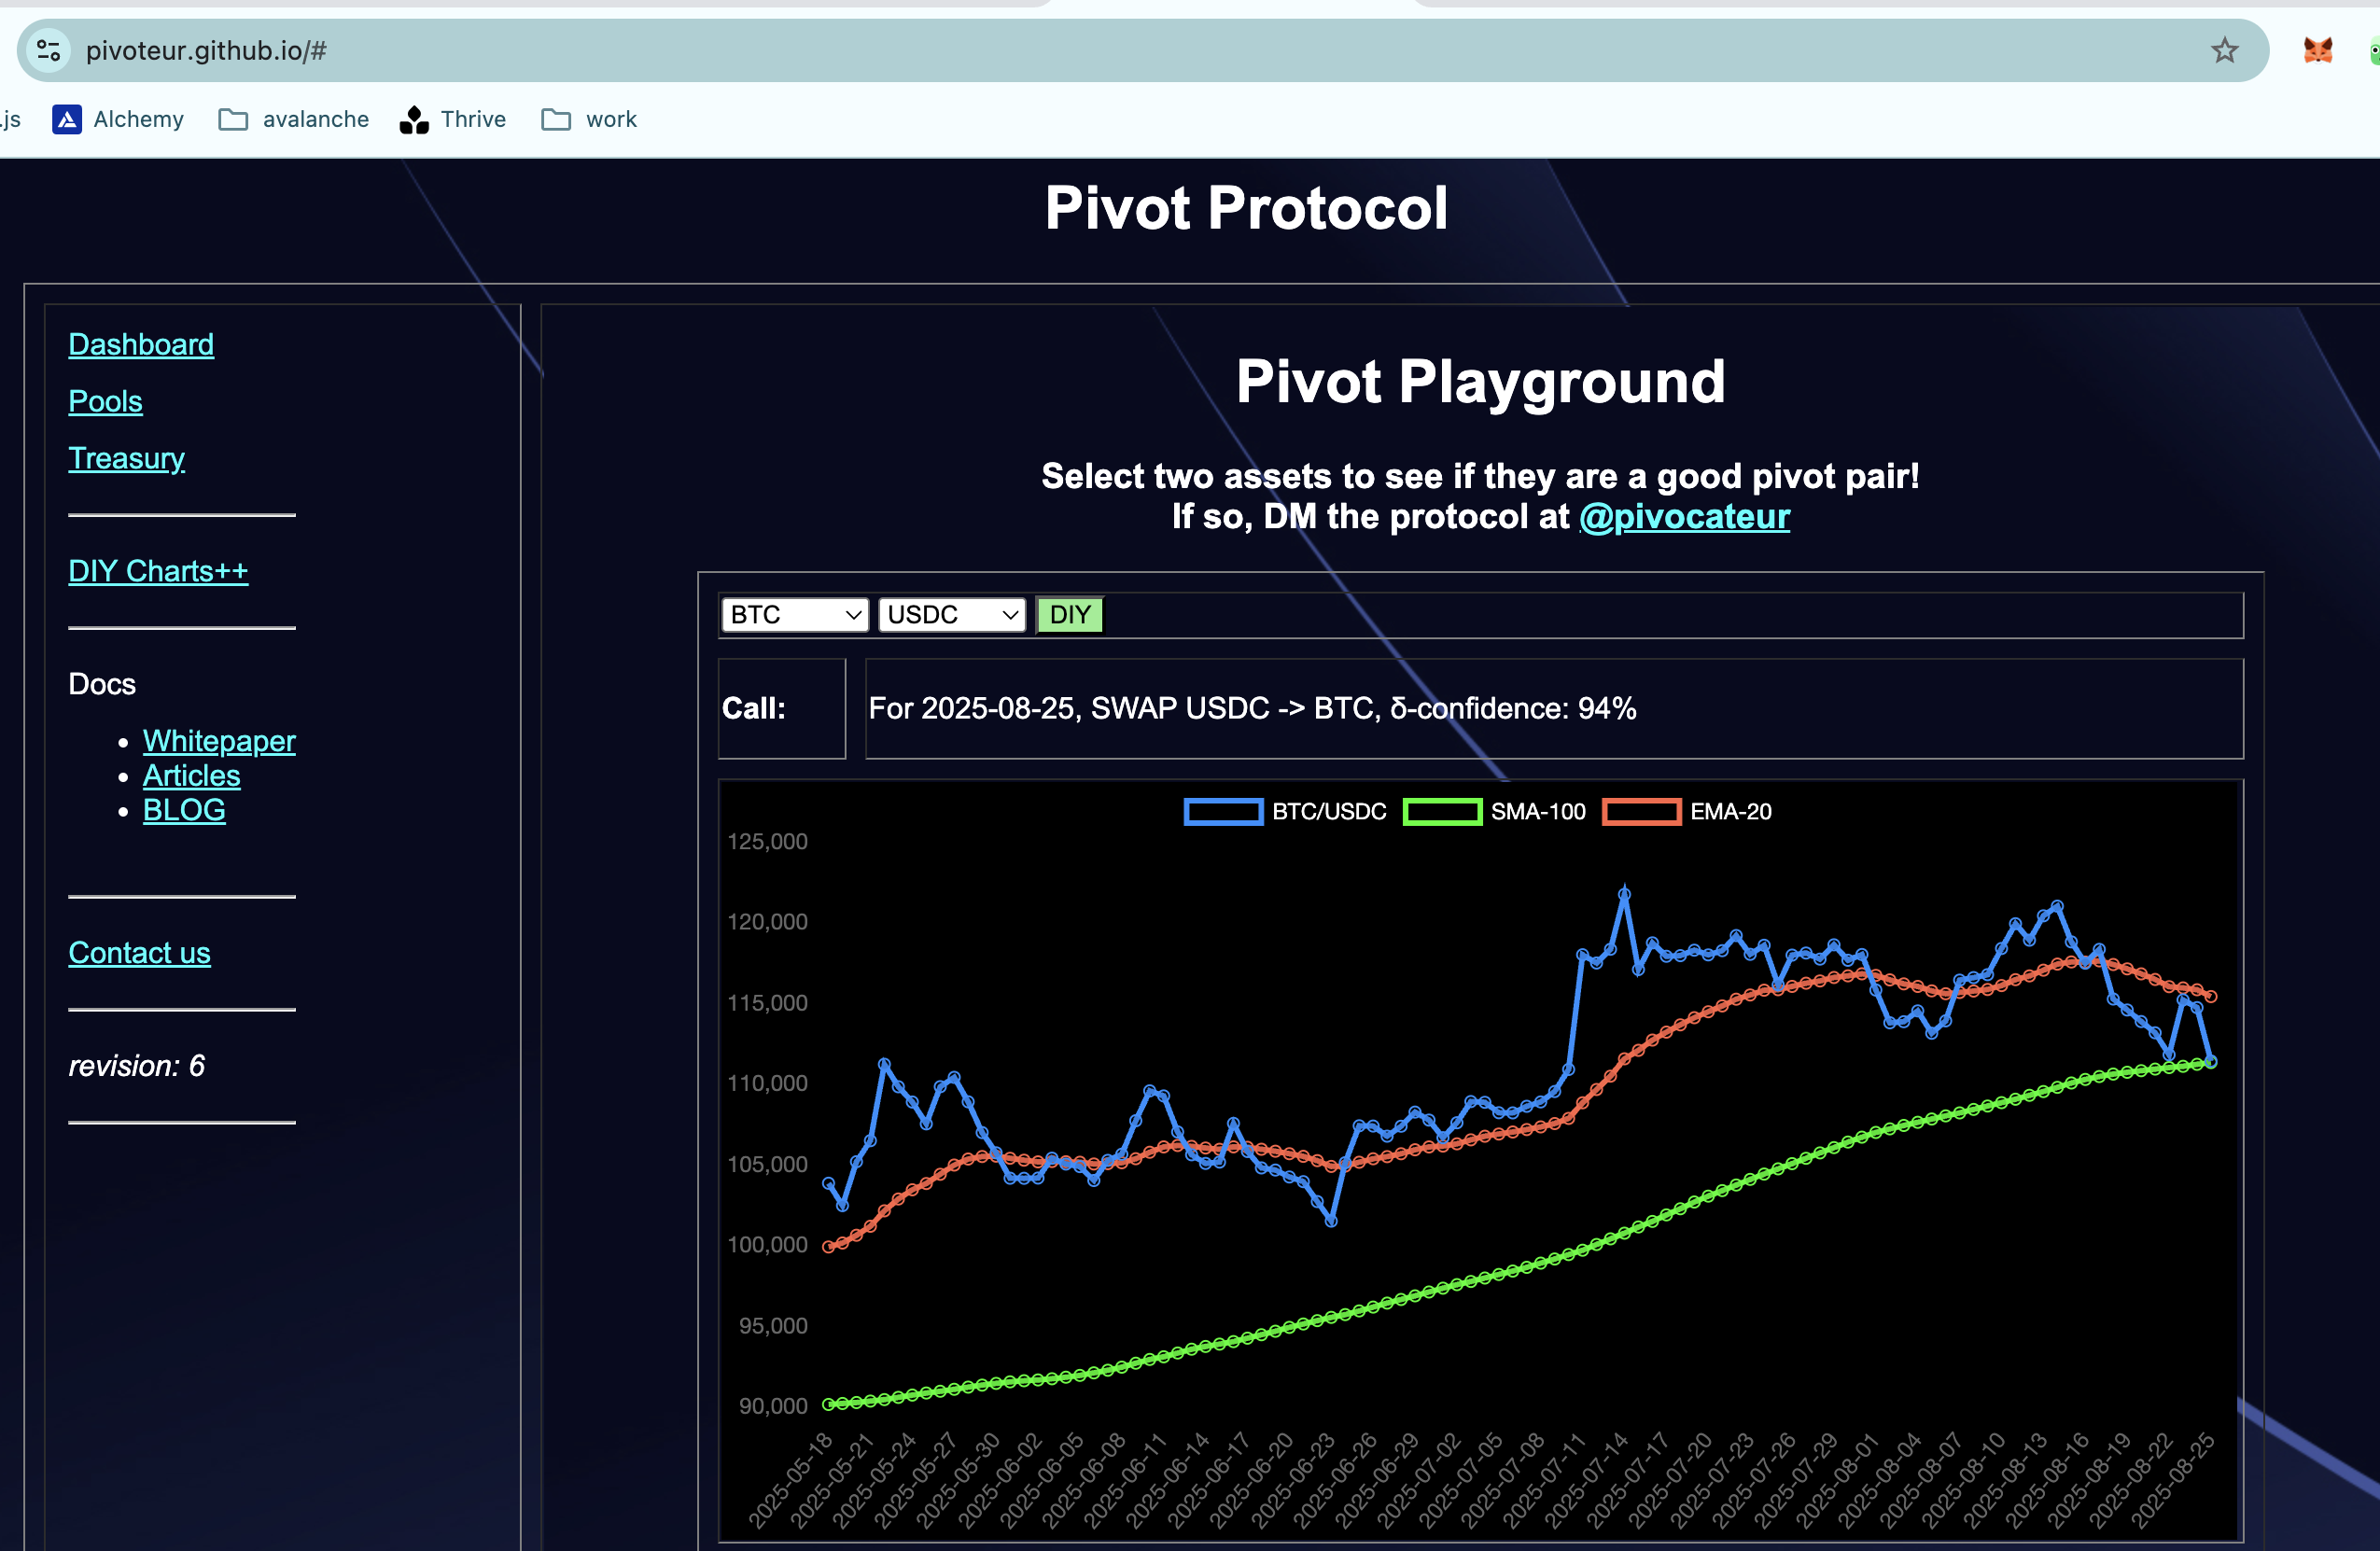 pivoteur.github.io/#
.js Alchemy avalanche Thrive work
Pivot Protocol
Dashboard
Pools
Treasury
DIY Charts++
Docs
Whitepaper
Articles
BLOG
Contact us
revision: 6
Pivot Playground
Select two assets to see if they are a good pivot pair!
If so, DM the protocol at @pivocateur
BTC USDC DIY
Call: For 2025-08-25, SWAP USDC -> BTC, δ-confidence: 94%
BTC/USDC SMA-100 EMA-20
125,000
120,000
115,000
110,000
105,000
100,000
95,000
90,000
2025-05-18
2025-05-21
2025-05-24
2025-05-27
2025-05-30
2025-06-02
2025-06-05
2025-06-08
2025-06-11
2025-06-14
2025-06-17
2025-06-20
2025-06-23
2025-06-26
2025-06-29
2025-07-02
2025-07-05
2025-07-08
2025-07-11
2025-07-14
2025-07-17
2025-07-20
2025-07-23
2025-07-26
2025-07-29
2025-08-01
2025-08-04
2025-08-07
2025-08-10
2025-08-13
2025-08-16
2025-08-19
2025-08-22
2025-08-25